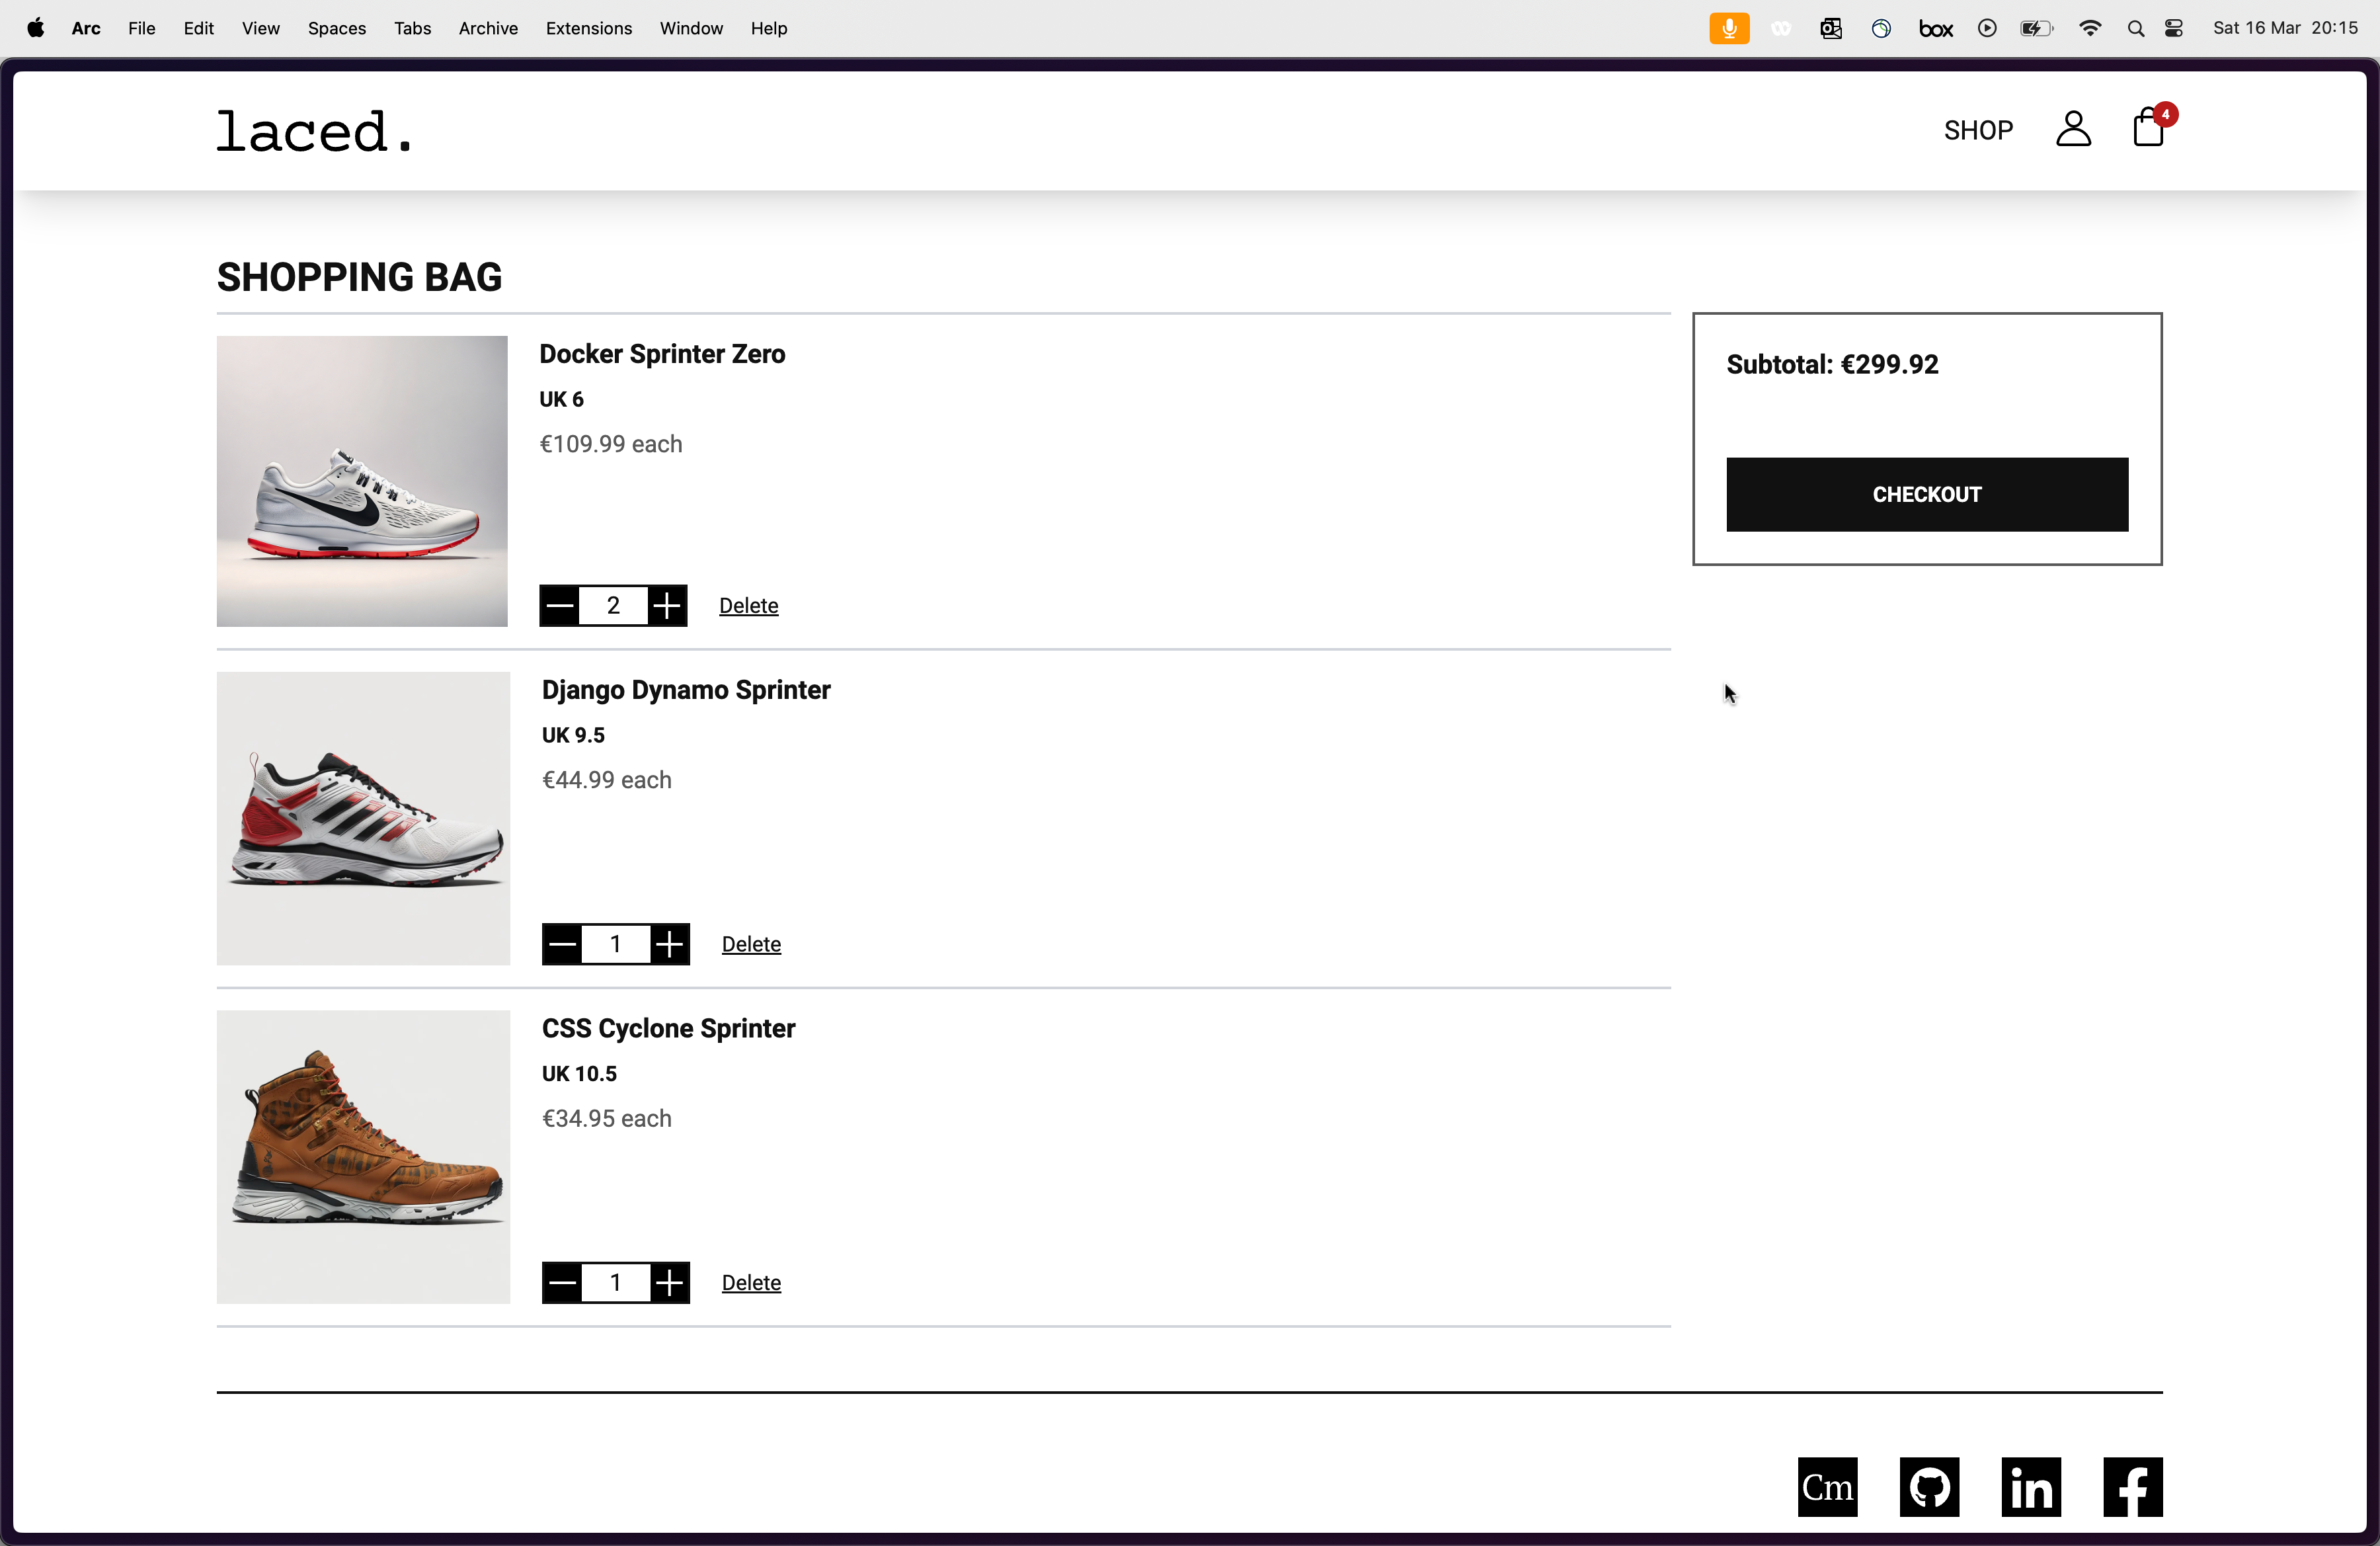 Arc File Edit View Spaces Tabs Archive Extensions Window Help box Sat 16 Mar 20:15
laced.
SHOP
4
SHOPPING BAG
Docker Sprinter Zero
UK 6
€109.99 each
2
Delete
Django Dynamo Sprinter
UK 9.5
€44.99 each
1
Delete
CSS Cyclone Sprinter
UK 10.5
€34.95 each
1
Delete
Subtotal: €299.92
CHECKOUT
Cm
in
f